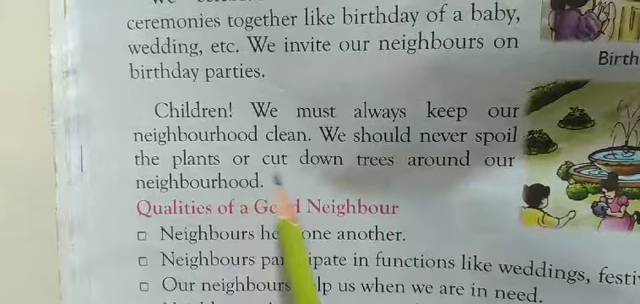 ceremonies together like birthday of a baby,
wedding, etc. We invite our neighbours on
birthday parties.
Birth
Children! We must always keep our
neighbourhood clean. We should never spoil
the plants or cut down trees around our
neighbourhood.
Qualities of a Neighbour
Neighbours one another.
Neighbours in functions like weddings,
Our neighbours us when we are in need.